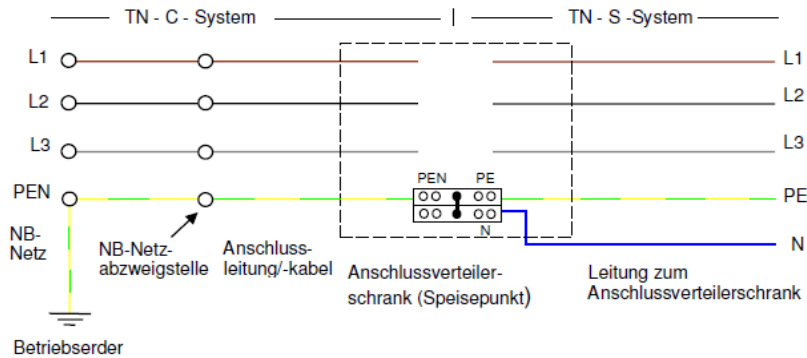 TN - C - System
TN - S -System
L1
L1
L2
L2
L3
L3
PEN
PEN
PE
PE
N
N
NB-
Netz
NB-Netz-
abzweigstelle
Anschluss-
leitung/-kabel
Anschlussverteiler-
schrank (Speisepunkt)
Leitung zum
Anschlussverteilerschrank
Betriebserder